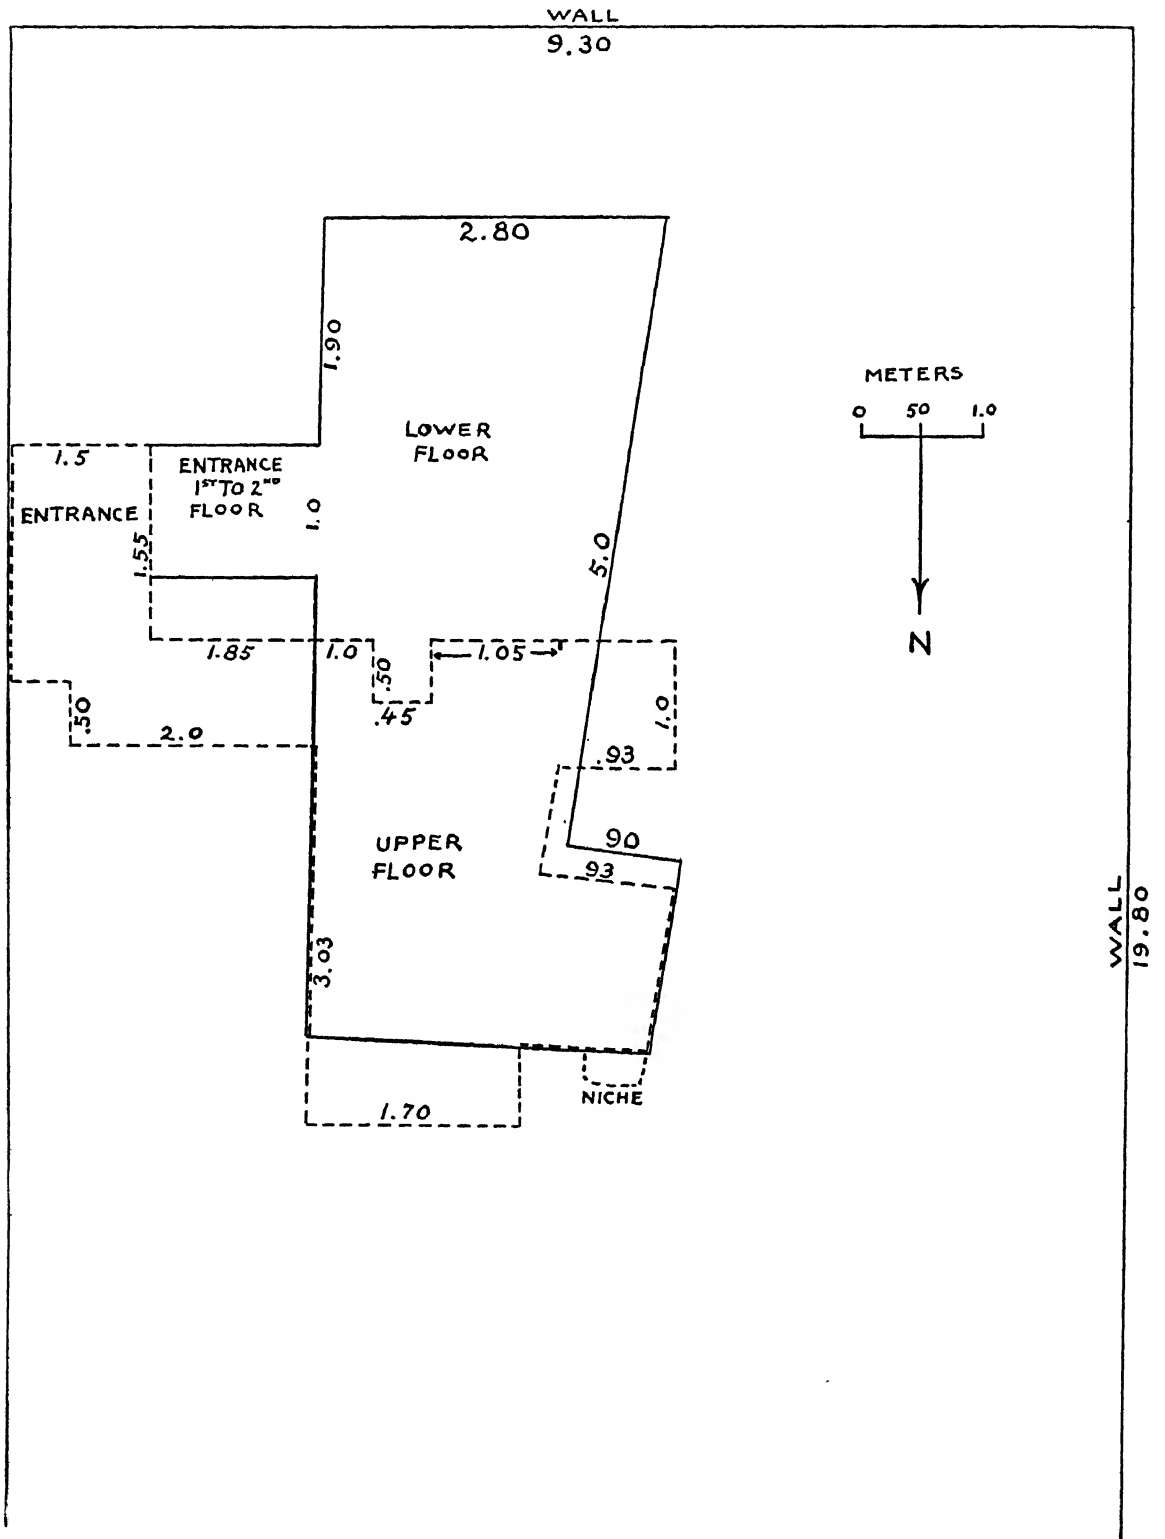 WALL
9.30
2.80
1.90
METERS
0 50 1.0
LOWER
FLOOR
1.5
ENTRANCE
1ST TO 2ND
FLOOR
ENTRANCE
1.0
1.55
5.0
N
1.85
1.0
.50
1.05
.45
1.0
.50
2.0
.93
UPPER
FLOOR
90
93
WALL
19.80
3.03
NICHE
1.70